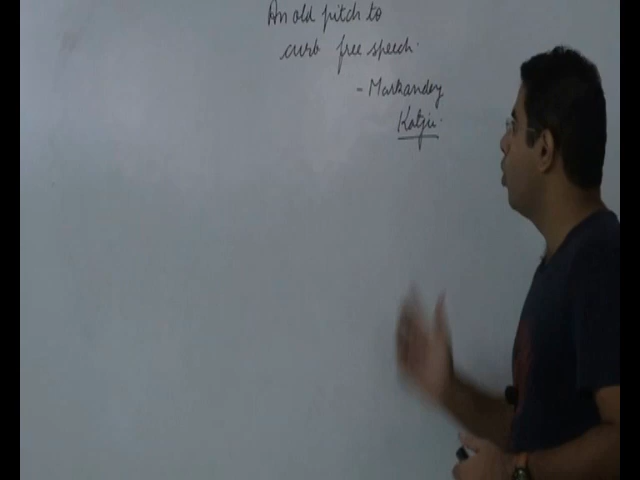 An old pitch to
curb free speech.
- Markandey
Katju.